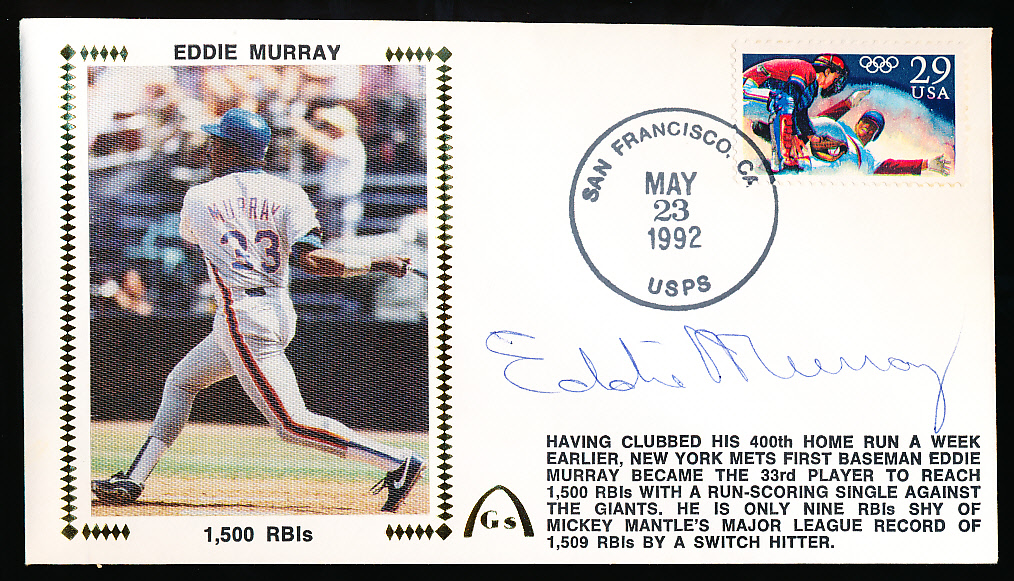 EDDIE MURRAY
MURRAY
23
1,500 RBIs
29
USA
SAN FRANCISCO, CA
MAY
23
1992
USPS
Eddie Murray
Gs
HAVING CLUBBED HIS 400th HOME RUN A WEEK
EARLIER, NEW YORK METS FIRST BASEMAN EDDIE
MURRAY BECAME THE 33rd PLAYER TO REACH
1,500 RBIs WITH A RUN-SCORING SINGLE AGAINST
THE GIANTS. HE IS ONLY NINE RBIs SHY OF
MICKEY MANTLE'S MAJOR LEAGUE RECORD OF
1,509 RBIs BY A SWITCH HITTER.